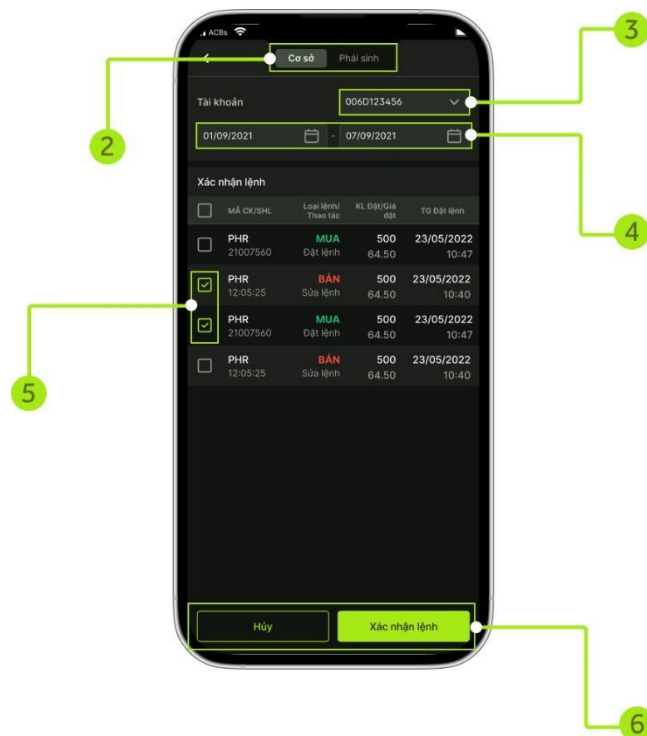 ACBs
Cơ sở Phái sinh
3
Tài khoản 006D123456
2
01/09/2021 - 07/09/2021
Xác nhận lệnh
4
MÃ CK/SHL Loại lệnh/ Thao tác KL Đặt/Giá đặt TG Đặt lệnh
PHR MUA 500 23/05/2022
21007560 Đặt lệnh 64.50 10:47
PHR BÁN 500 23/05/2022
12:05:25 Sửa lệnh 64.50 10:40
PHR MUA 500 23/05/2022
21007560 Đặt lệnh 64.50 10:47
PHR BÁN 500 23/05/2022
12:05:25 Sửa lệnh 64.50 10:40
5
Hủy Xác nhận lệnh
6